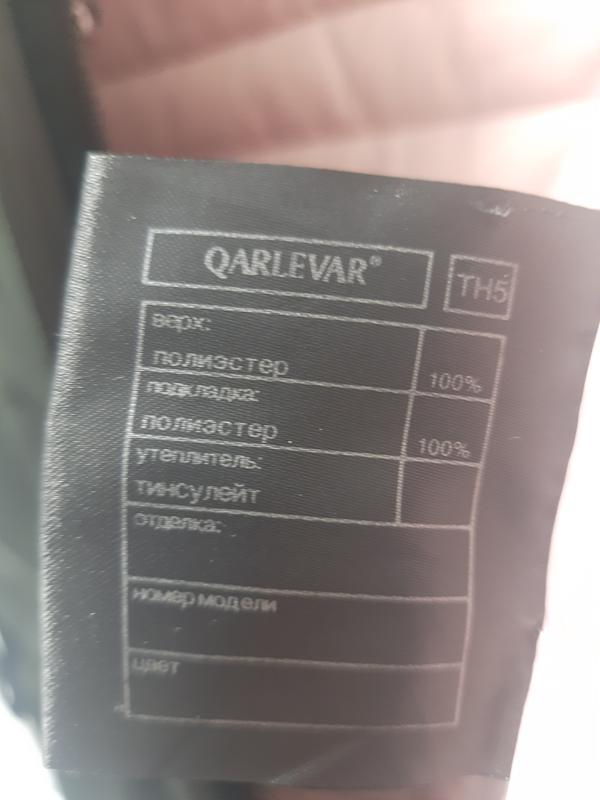 QARLEVAR® TH5
верх:
полиэстер 100%
подкладка:
полиэстер 100%
утеплитель:
тинсулейт
отделка:
номер модели
цвет